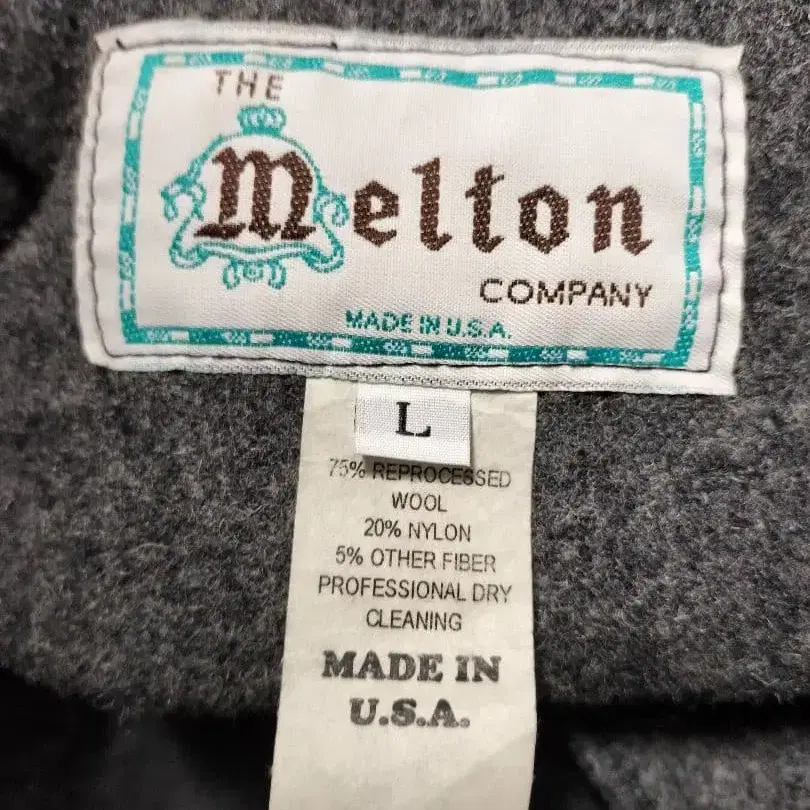 THE
Melton
COMPANY
MADE IN U.S.A.
L
75% REPROCESSED
WOOL
20% NYLON
5% OTHER FIBER
PROFESSIONAL DRY
CLEANING
MADE IN
U.S.A.